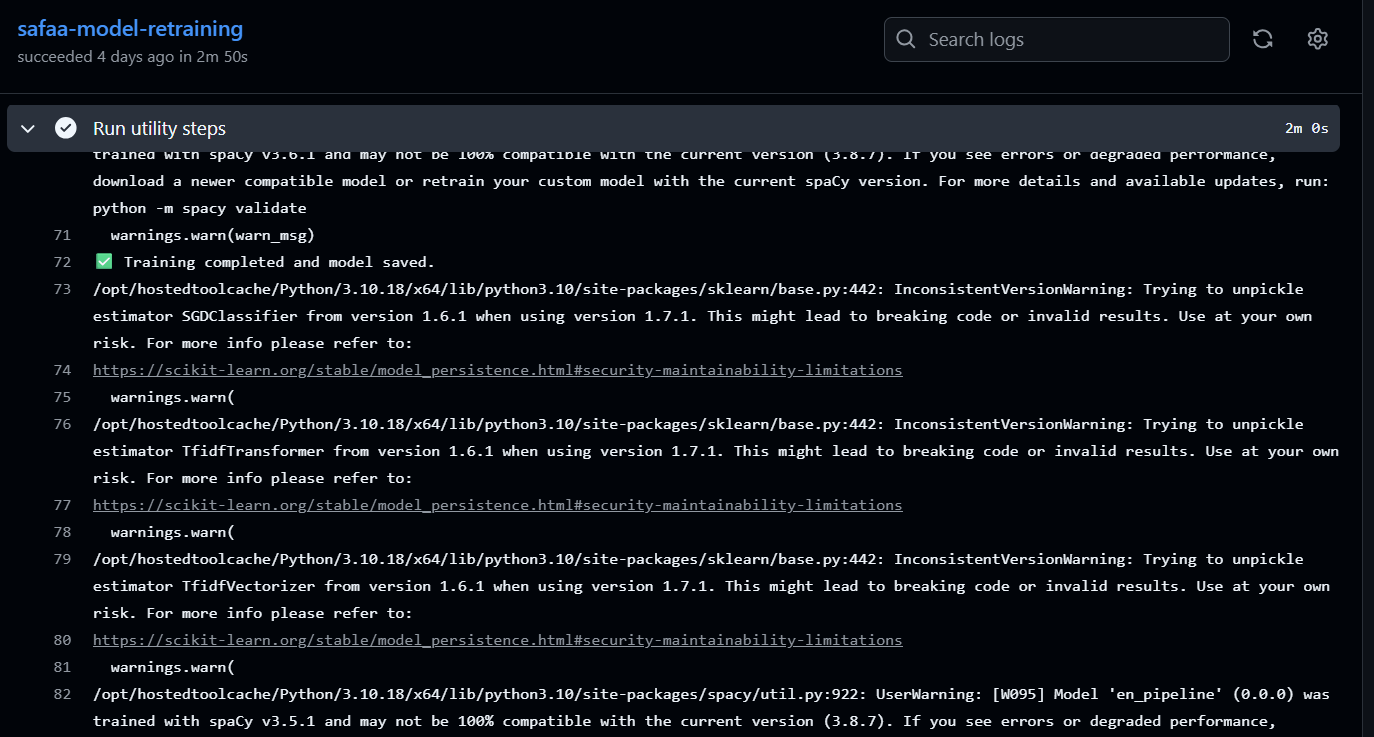 safaa-model-retraining
succeeded 4 days ago in 2m 50s
Search logs
Run utility steps
2m 0s
trained with spaCy v3.6.1 and may not be 100% compatible with the current version (3.8.7). If you see errors or degraded performance,
download a newer compatible model or retrain your custom model with the current spaCy version. For more details and available updates, run:
python -m spacy validate
71 warnings.warn(warn_msg)
72 ✅ Training completed and model saved.
73 /opt/hostedtoolcache/Python/3.10.18/x64/lib/python3.10/site-packages/sklearn/base.py:442: InconsistentVersionWarning: Trying to unpickle
estimator SGDClassifier from version 1.6.1 when using version 1.7.1. This might lead to breaking code or invalid results. Use at your own
risk. For more info please refer to:
74 https://scikit-learn.org/stable/model_persistence.html#security-maintainability-limitations
75 warnings.warn(
76 /opt/hostedtoolcache/Python/3.10.18/x64/lib/python3.10/site-packages/sklearn/base.py:442: InconsistentVersionWarning: Trying to unpickle
estimator TfidfTransformer from version 1.6.1 when using version 1.7.1. This might lead to breaking code or invalid results. Use at your own
risk. For more info please refer to:
77 https://scikit-learn.org/stable/model_persistence.html#security-maintainability-limitations
78 warnings.warn(
79 /opt/hostedtoolcache/Python/3.10.18/x64/lib/python3.10/site-packages/sklearn/base.py:442: InconsistentVersionWarning: Trying to unpickle
estimator TfidfVectorizer from version 1.6.1 when using version 1.7.1. This might lead to breaking code or invalid results. Use at your own
risk. For more info please refer to:
80 https://scikit-learn.org/stable/model_persistence.html#security-maintainability-limitations
81 warnings.warn(
82 /opt/hostedtoolcache/Python/3.10.18/x64/lib/python3.10/site-packages/spacy/util.py:922: UserWarning: [W095] Model 'en_pipeline' (0.0.0) was
trained with spaCy v3.5.1 and may not be 100% compatible with the current version (3.8.7). If you see errors or degraded performance,